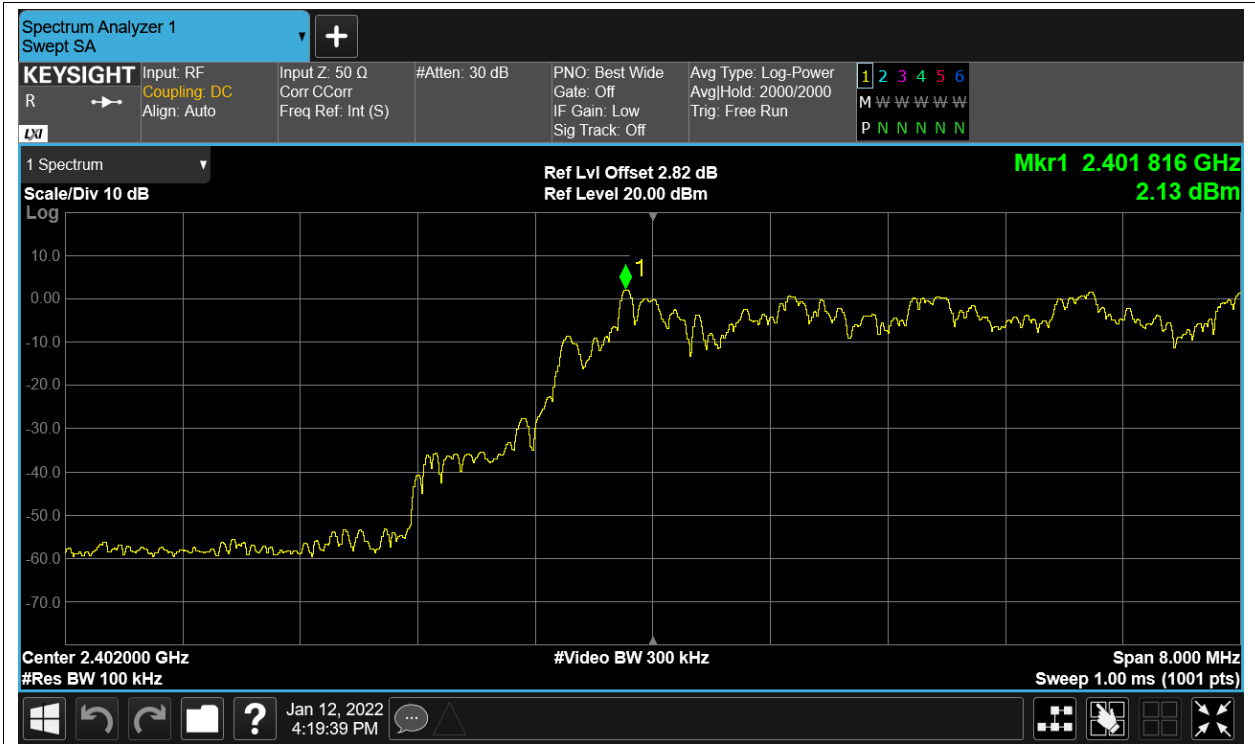 Spectrum Analyzer 1
Swept SA
KEYSIGHT
R
LXI
Input: RF
Coupling: DC
Align: Auto
Input Z: 50 Ω
Corr CCorr
Freq Ref: Int (S)
#Atten: 30 dB
PNO: Best Wide
Gate: Off
IF Gain: Low
Sig Track: Off
Avg Type: Log-Power
Avg|Hold: 2000/2000
Trig: Free Run
1 2 3 4 5 6
M W W W W W
P N N N N N
1 Spectrum
Scale/Div 10 dB
Log
Ref Lvl Offset 2.82 dB
Ref Level 20.00 dBm
Mkr1 2.401 816 GHz
2.13 dBm
1
10.0
0.00
-10.0
-20.0
-30.0
-40.0
-50.0
-60.0
-70.0
Center 2.402000 GHz
#Res BW 100 kHz
#Video BW 300 kHz
Span 8.000 MHz
Sweep 1.00 ms (1001 pts)
?
Jan 12, 2022
4:19:39 PM